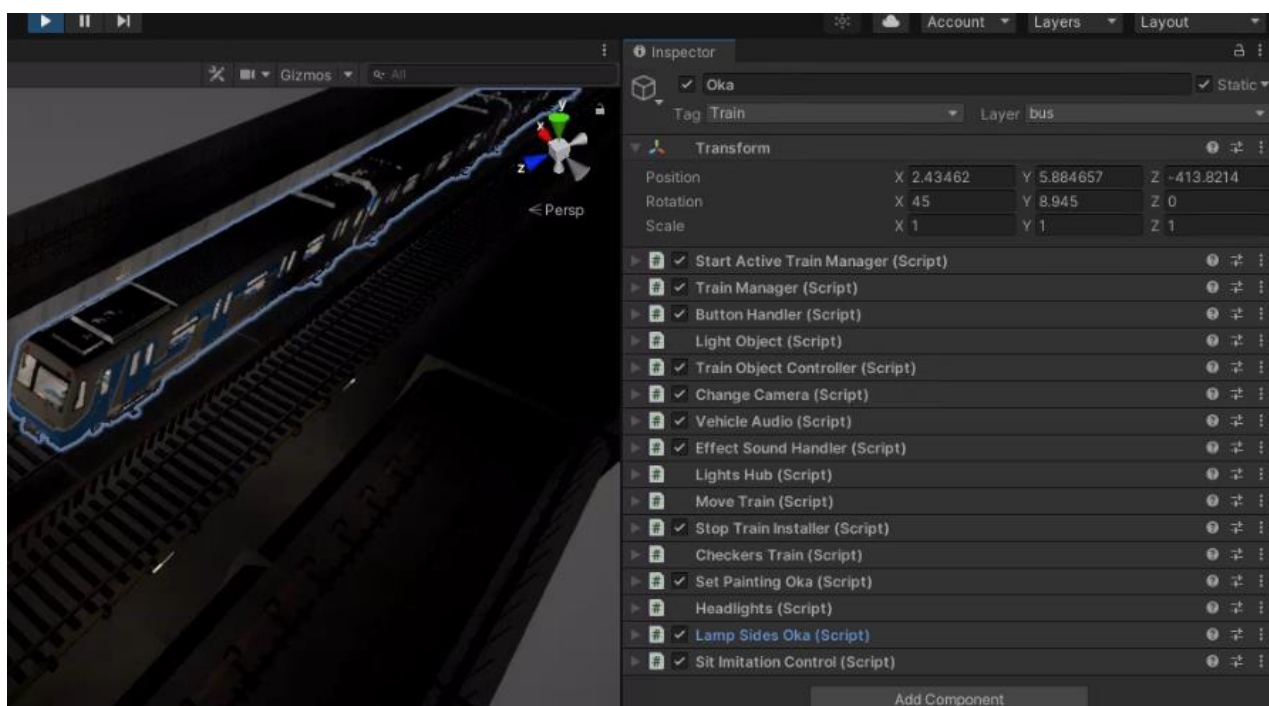 Account Layers Layout
Inspector
Gizmos All
Oka Static
Tag Train Layer bus
Transform
Position X 2.43462 Y 5.884657 Z -413.8214
Rotation X 45 Y 8.945 Z 0
Scale X 1 Y 1 Z 1
y
x
z
Persp
# Start Active Train Manager (Script)
# Train Manager (Script)
# Button Handler (Script)
# Light Object (Script)
# Train Object Controller (Script)
# Change Camera (Script)
# Vehicle Audio (Script)
# Effect Sound Handler (Script)
# Lights Hub (Script)
# Move Train (Script)
# Stop Train Installer (Script)
# Checkers Train (Script)
# Set Painting Oka (Script)
# Headlights (Script)
# Lamp Sides Oka (Script)
# Sit Imitation Control (Script)
Add Component